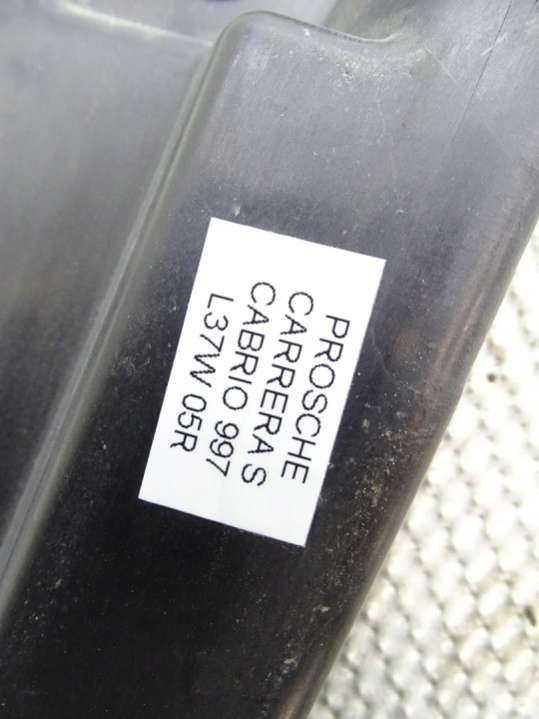 PROSCHE
CARRERA S
CABRIO 997
L37W 05R